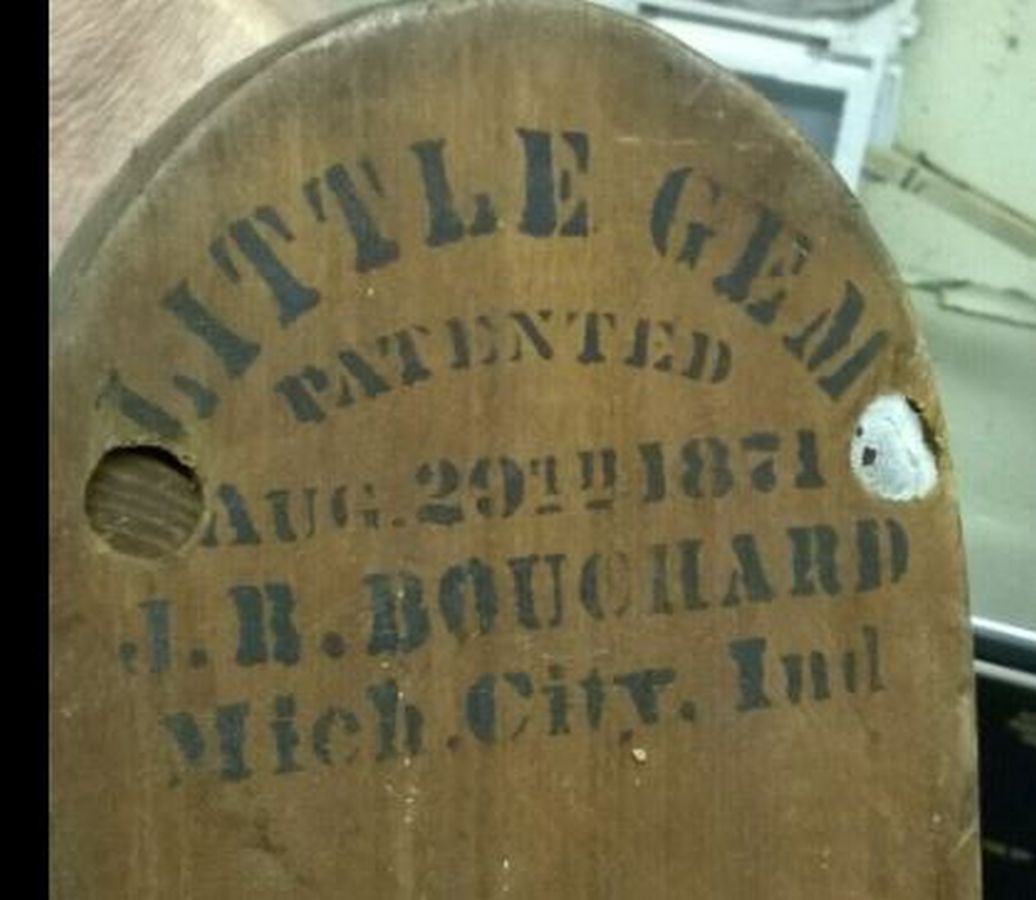 LITTLE GEM
PATENTED
AUG. 29TH 1871
J. R. BOUCHARD
Mich. City. Ind